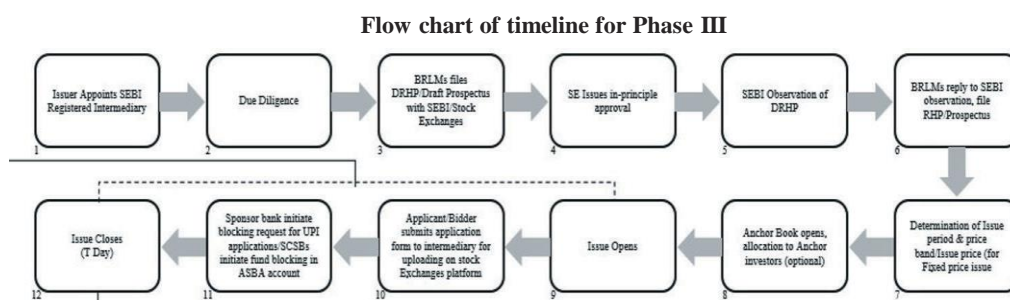 Flow chart of timeline for Phase III
Issuer Appoints SEBI
Registered Intermediary
1
Due Diligence
2
BRLMs files
DRHP/Draft Prospectus
with SEBI/Stock
Exchanges
3
SE Issues in-principle
approval
4
SEBI Observation of
DRHP
5
BRLMs reply to SEBI
observation, file
RHP/Prospectus
6
Determination of Issue
period & price
band/Issue price (for
Fixed price issue
7
Anchor Book opens,
allocation to Anchor
investors (optional)
8
Issue Opens
9
Applicant/Bidder
submits application
form to intermediary for
uploading on stock
Exchanges platform
10
Sponsor bank initiate
blocking request for UPI
applications/SCSBs
initiate fund blocking in
ASBA account
11
Issue Closes
(T Day)
12